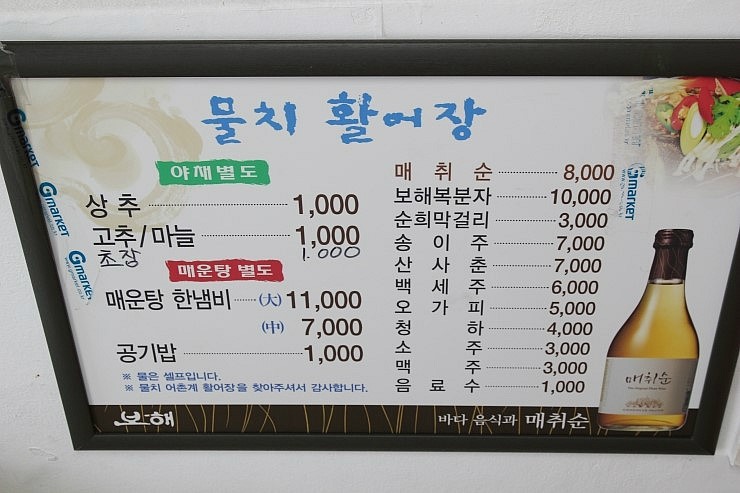 물치 활어장
야채별도
상추 1,000
고추/마늘 1,000
초장 1.000
매운탕 별도
매운탕 한냄비 (大) 11,000
(中) 7,000
공기밥 1,000
※ 물은 셀프입니다.
※ 물치 어촌계 활어장을 찾아주셔서 감사합니다.
매취순 8,000
보해복분자 10,000
순희막걸리 3,000
송이주 7,000
산사춘 7,000
백세주 6,000
오가피 5,000
청하 4,000
소주 3,000
맥주 3,000
음료수 1,000
매취순
보해
바다 음식과 매취순
Gmarket
Gmarket
Gmarket
Gmarket